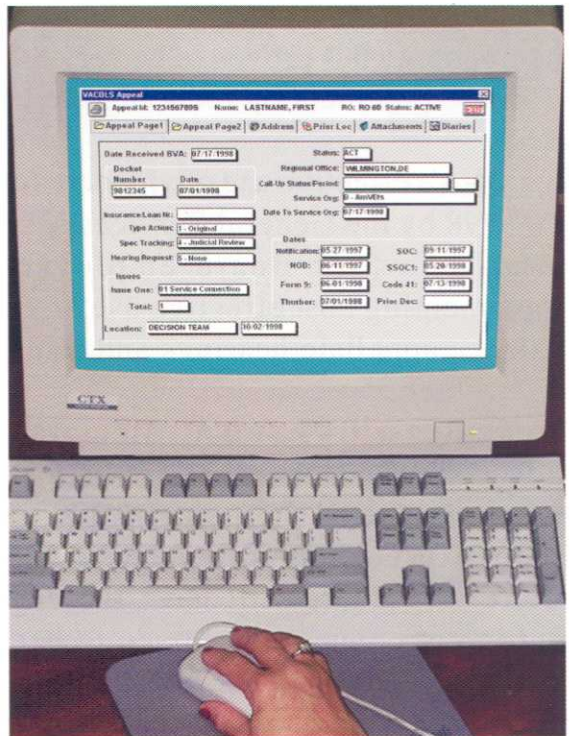 VACOLS Appeal
Appeal Id: 123456789S Name: LASTNAME, FIRST RO: RO 60 Status: ACTIVE
Appeal Page1 Appeal Page2 Address Prior Loc Attachments Diaries
Date Received BVA: 07-17-1998 Status: ACT
Docket Regional Office: WILMINGTON,DE
Number Date Call-Up Status/Period:
9812345 07/01/1998 Service Org: 0 - AmVEts
Insurance/Loan Nr.: Date To Service Org: 07-17-1998
Type Action: 1 - Original Dates
Spec Tracking: 4 - Judicial Review Notification: 05-27-1997 SOC: 09-11-1997
Hearing Request: 5 - None NOD: 06-11-1997 SSOC1: 05-20-1998
Issues Form 9: 06-01-1998 Code 41: 07-13-1998
Issue One: 01 Service Connection Thurber: 07/01/1998 Prior Dec:
Total: 1
Location: DECISION TEAM 10-02-1998
CTX